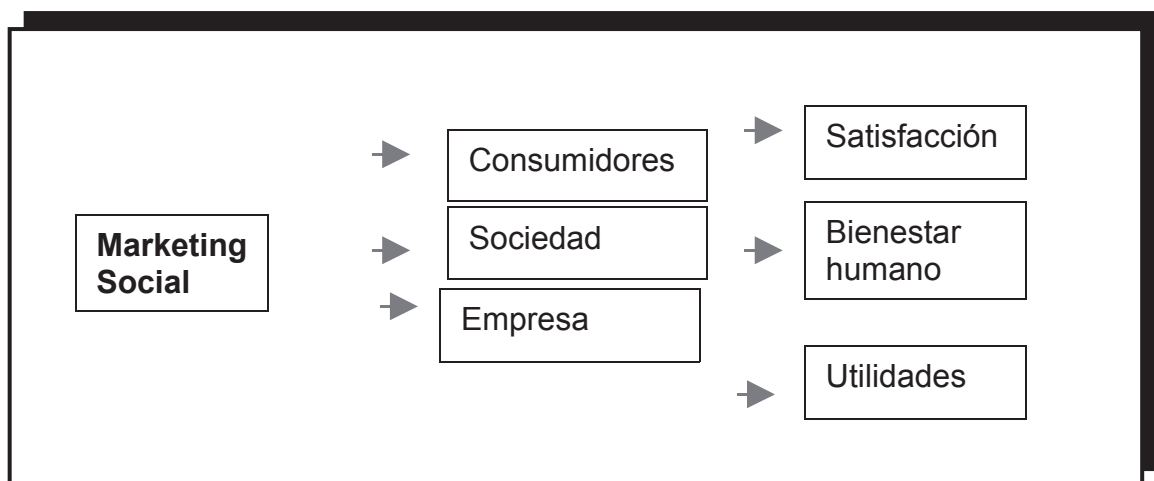 Marketing
Social
Consumidores
Sociedad
Empresa
Satisfacción
Bienestar
humano
Utilidades